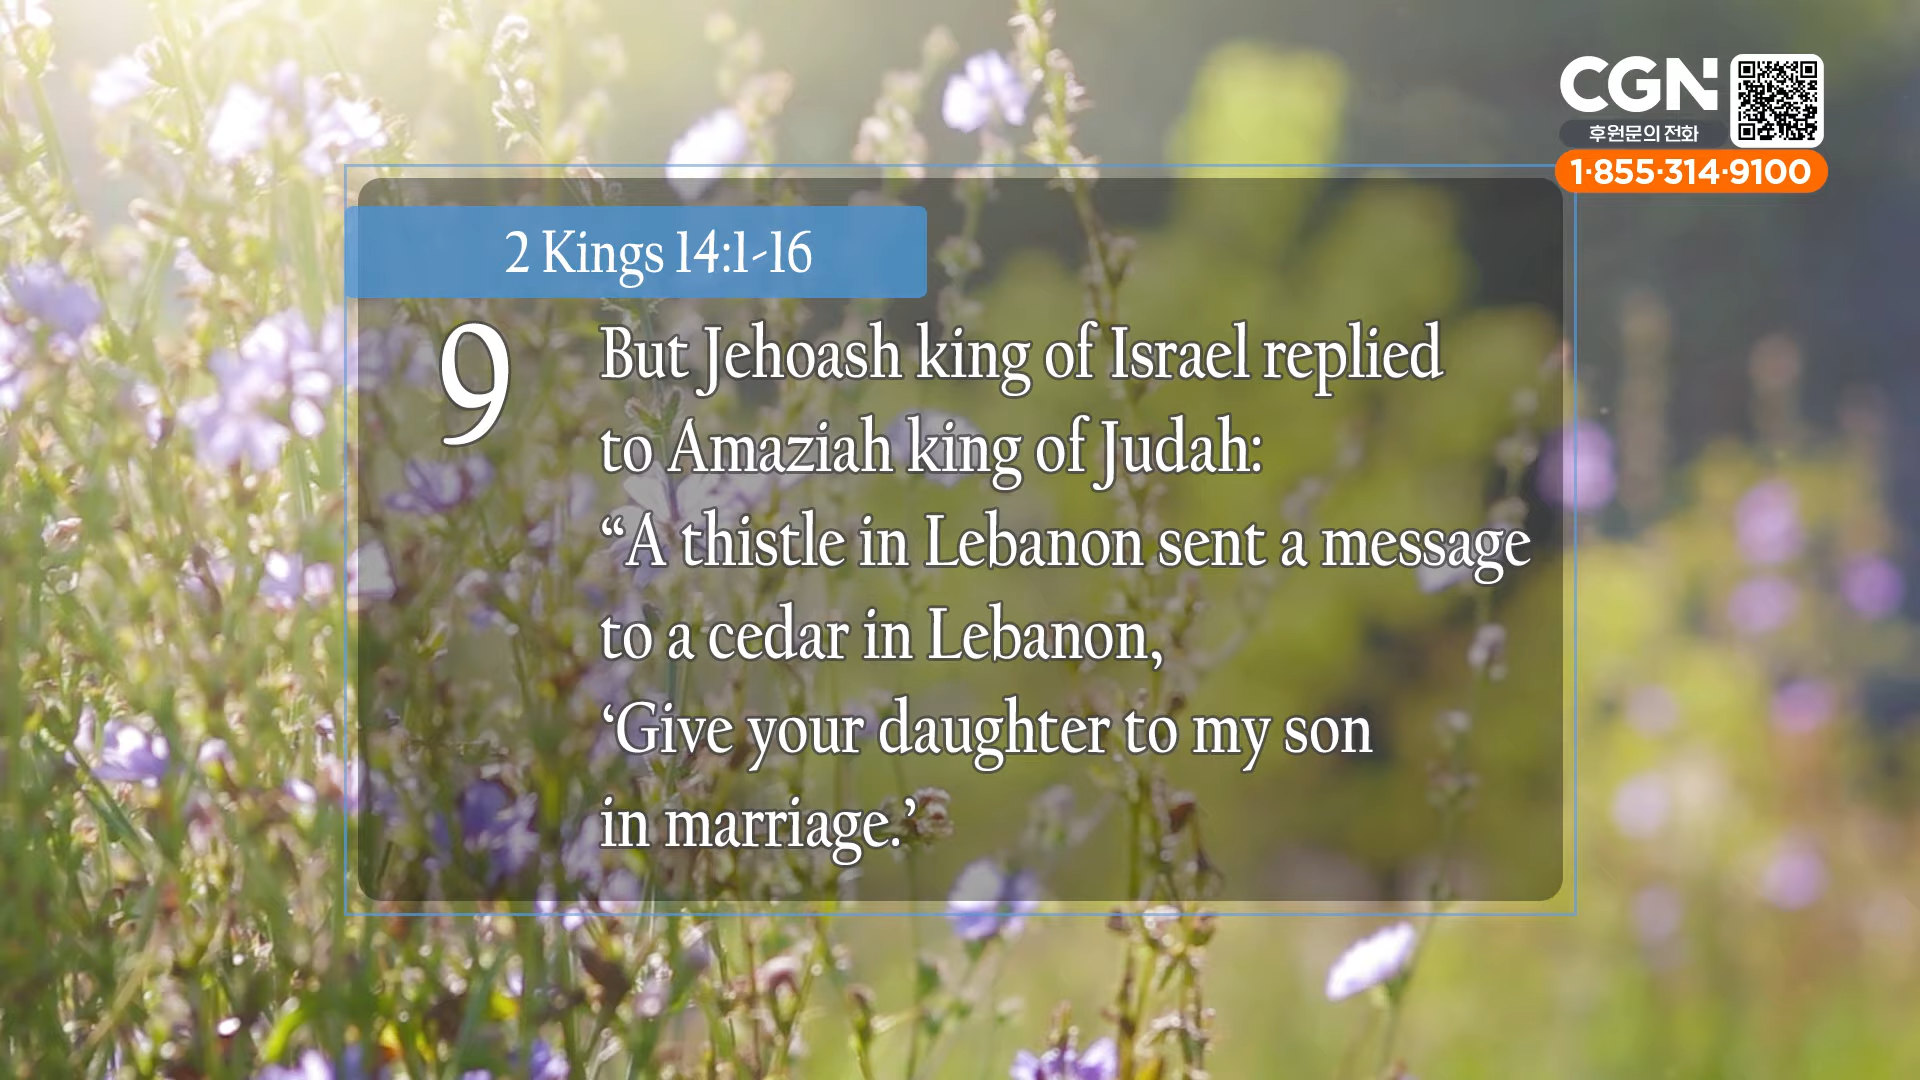 CGN
후원문의 전화
1·855·314·9100
2 Kings 14:1-16
9
But Jehoash king of Israel replied
to Amaziah king of Judah:
“A thistle in Lebanon sent a message
to a cedar in Lebanon,
‘Give your daughter to my son
in marriage.’